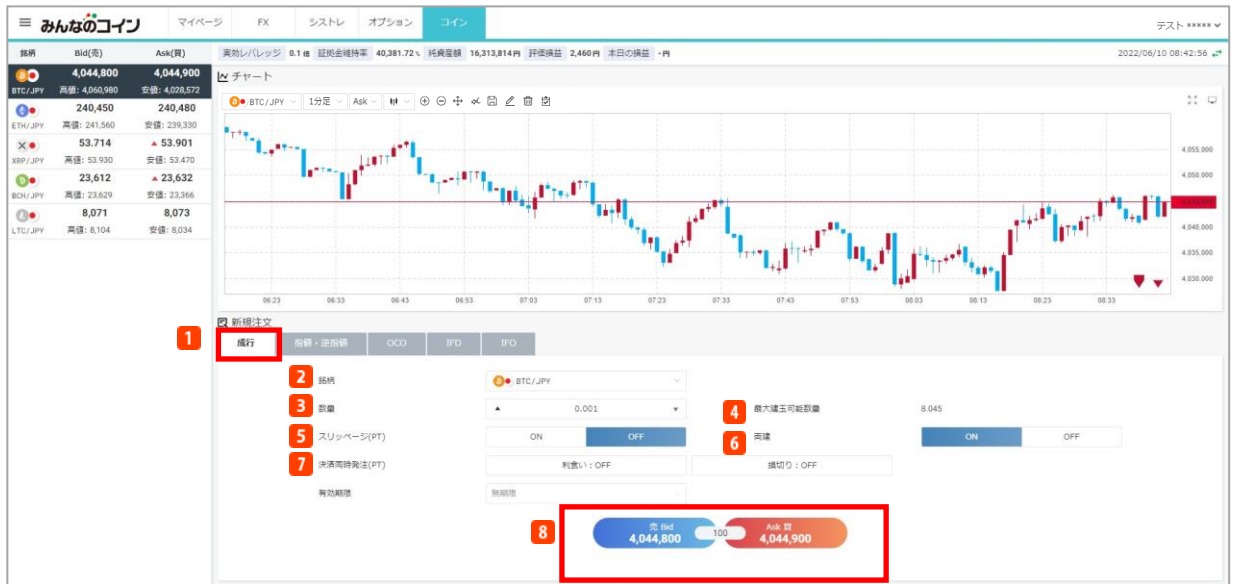 みんなのコイン マイページ FX シストレ オプション コイン テスト *****
銘柄 Bid(売) Ask(買)
実効レバレッジ 0.1 倍 証拠金維持率 40,381.72 % 純資産額 16,313,814円 評価損益 2,460円 本日の損益 -円 2022/06/10 08:42:56
4,044,800 4,044,900
BTC/JPY 高値: 4,060,980 安値: 4,028,572
240,450 240,480
ETH/JPY 高値: 241,560 安値: 239,330
53.714 ▲ 53.901
XRP/JPY 高値: 53.930 安値: 53.470
23,612 ▲ 23,632
BCH/JPY 高値: 23,629 安値: 23,366
8,071 8,073
LTC/JPY 高値: 8,104 安値: 8,034
チャート
BTC/JPY 1分足 Ask
4,055,000
4,050,000
4,040,000
4,035,000
4,030,000
06:23 06:33 06:43 06:53 07:03 07:13 07:23 07:33 07:43 07:53 08:03 08:13 08:23 08:33
新規注文
1 成行 指値・逆指値 OCO IFD IFO
2 銘柄 BTC/JPY
3 数量 ▲ 0.001 ▼ 4 最大建玉可能数量 8.045
5 スリッページ(PT) ON OFF 6 両建 ON OFF
7 決済同時発注(PT) 利食い : OFF 損切り : OFF
有効期限 無期限
8 売 Bid 4,044,800 100 Ask 買 4,044,900